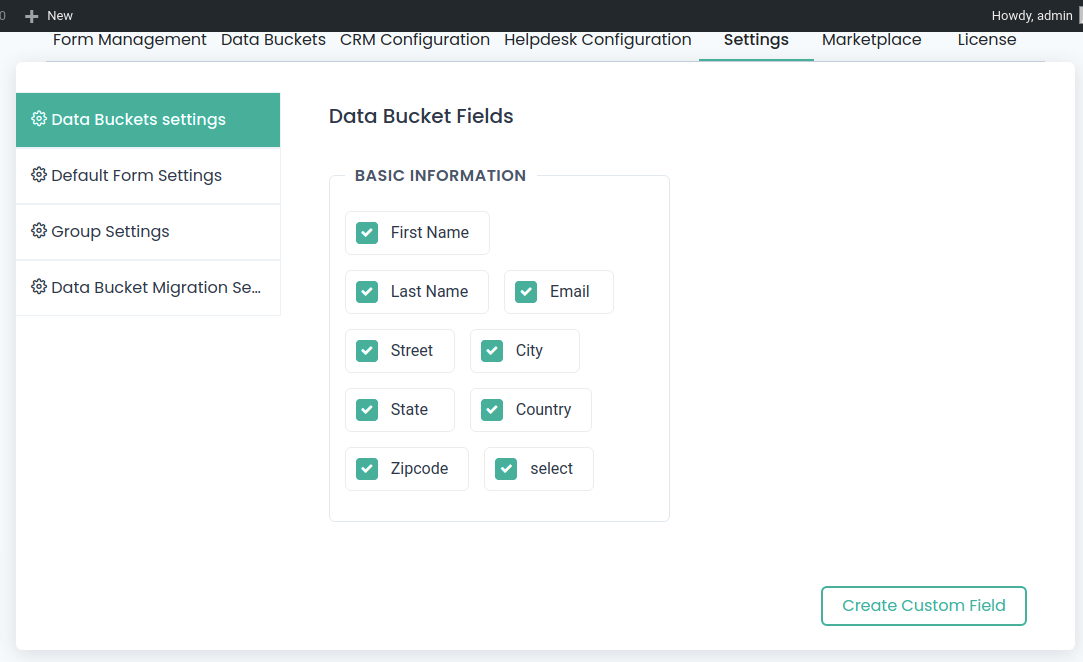 0 New Howdy, admin
Form Management Data Buckets CRM Configuration Helpdesk Configuration Settings Marketplace License
Data Buckets settings
Default Form Settings
Group Settings
Data Bucket Migration Se...
Data Bucket Fields
BASIC INFORMATION
First Name
Last Name Email
Street City
State Country
Zipcode select
Create Custom Field